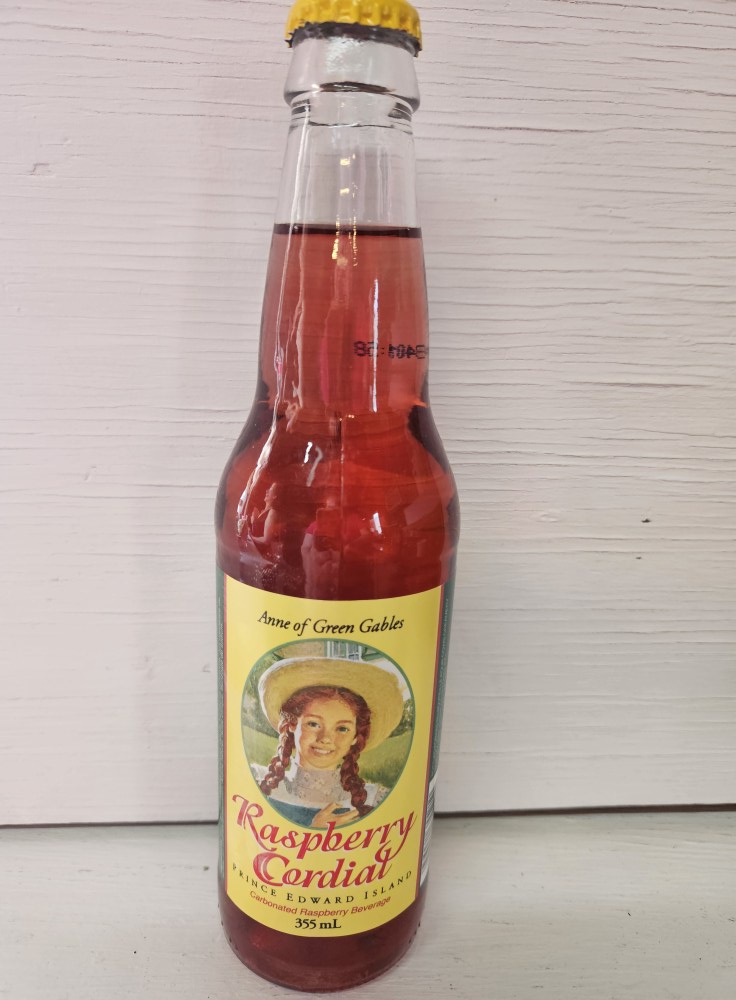 Anne of Green Gables
Raspberry
Cordial
PRINCE EDWARD ISLAND
Carbonated Raspberry Beverage
355 mL